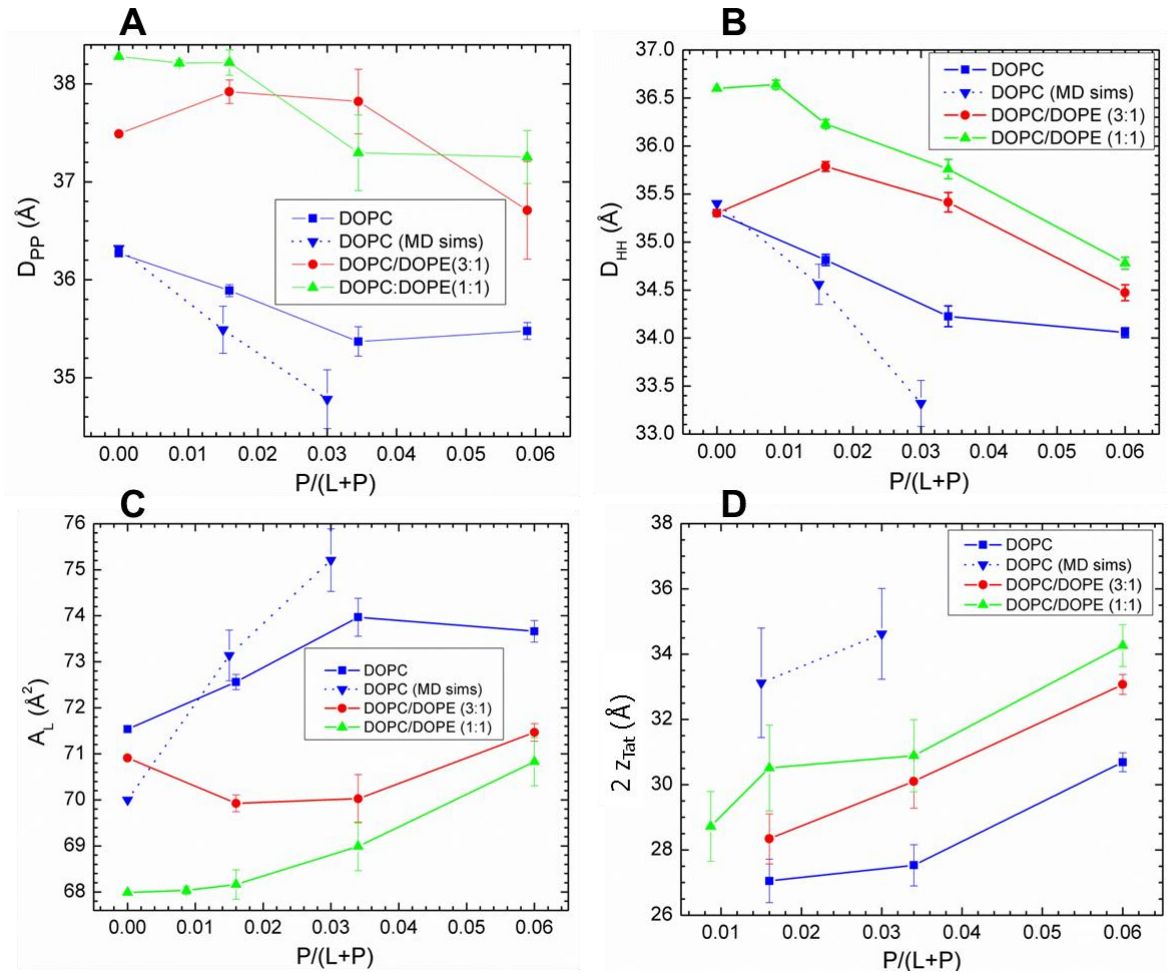 A
D_PP (Å)
38
37
36
35
DOPC
DOPC (MD sims)
DOPC/DOPE(3:1)
DOPC:DOPE(1:1)
0.00 0.01 0.02 0.03 0.04 0.05 0.06
P/(L+P)
B
D_HH (Å)
37.0
36.5
36.0
35.5
35.0
34.5
34.0
33.5
33.0
DOPC
DOPC (MD sims)
DOPC/DOPE (3:1)
DOPC/DOPE (1:1)
0.00 0.01 0.02 0.03 0.04 0.05 0.06
P/(L+P)
C
A_L (Å²)
76
75
74
73
72
71
70
69
68
DOPC
DOPC (MD sims)
DOPC/DOPE (3:1)
DOPC/DOPE (1:1)
0.00 0.01 0.02 0.03 0.04 0.05 0.06
P/(L+P)
D
2 z_Tat (Å)
38
36
34
32
30
28
26
DOPC
DOPC (MD sims)
DOPC/DOPE (3:1)
DOPC/DOPE (1:1)
0.01 0.02 0.03 0.04 0.05 0.06
P/(L+P)